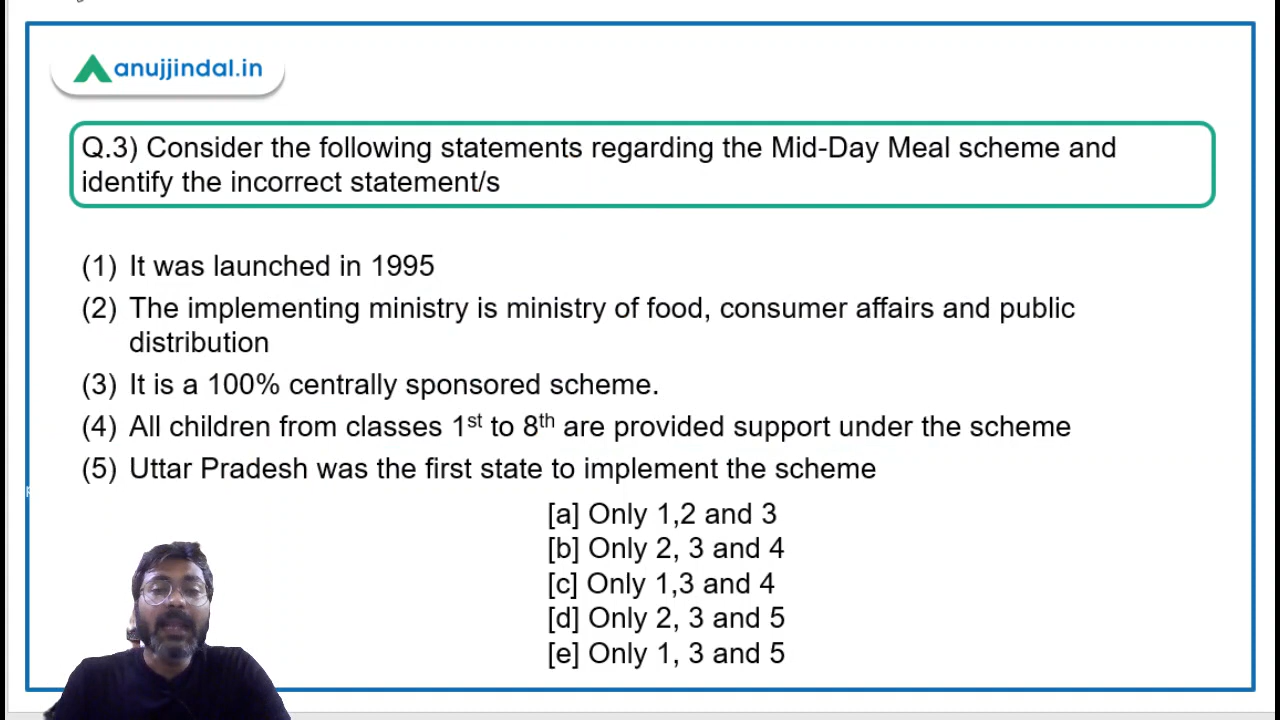 anujjindal.in
Q.3) Consider the following statements regarding the Mid-Day Meal scheme and
identify the incorrect statement/s
(1) It was launched in 1995
(2) The implementing ministry is ministry of food, consumer affairs and public
distribution
(3) It is a 100% centrally sponsored scheme.
(4) All children from classes 1st to 8th are provided support under the scheme
(5) Uttar Pradesh was the first state to implement the scheme
[a] Only 1,2 and 3
[b] Only 2, 3 and 4
[c] Only 1,3 and 4
[d] Only 2, 3 and 5
[e] Only 1, 3 and 5